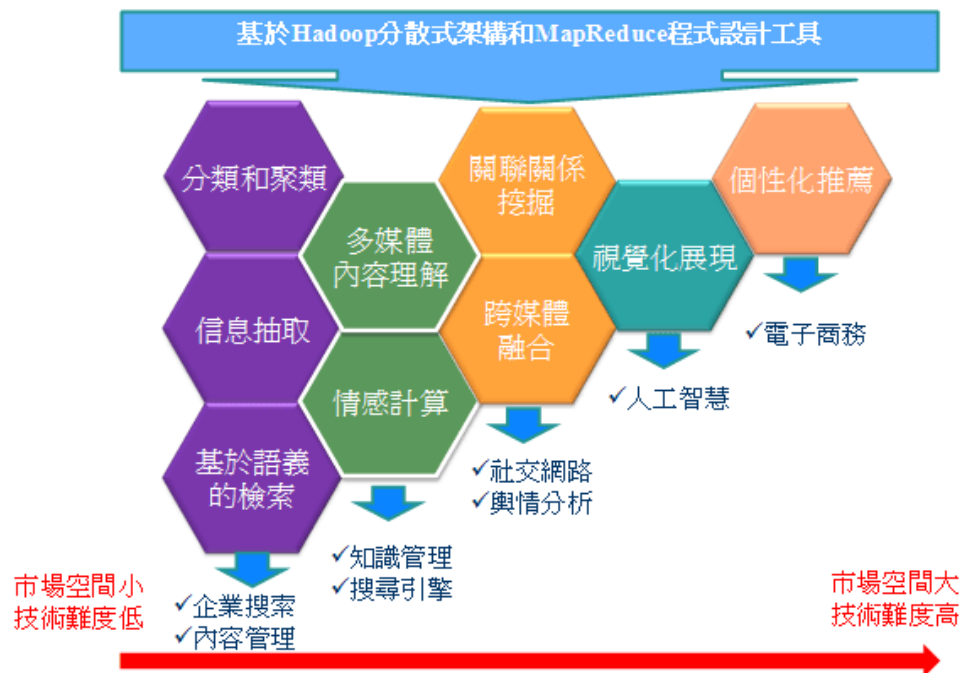 基於Hadoop分散式架構和MapReduce程式設計工具
分類和聚類
信息抽取
基於語義
的檢索
✓企業搜索
✓內容管理
多媒體
內容理解
情感計算
✓知識管理
✓搜尋引擎
關聯關係
挖掘
跨媒體
融合
✓社交網路
✓輿情分析
視覺化展現
✓人工智慧
個性化推薦
✓電子商務
市場空間小
技術難度低
市場空間大
技術難度高